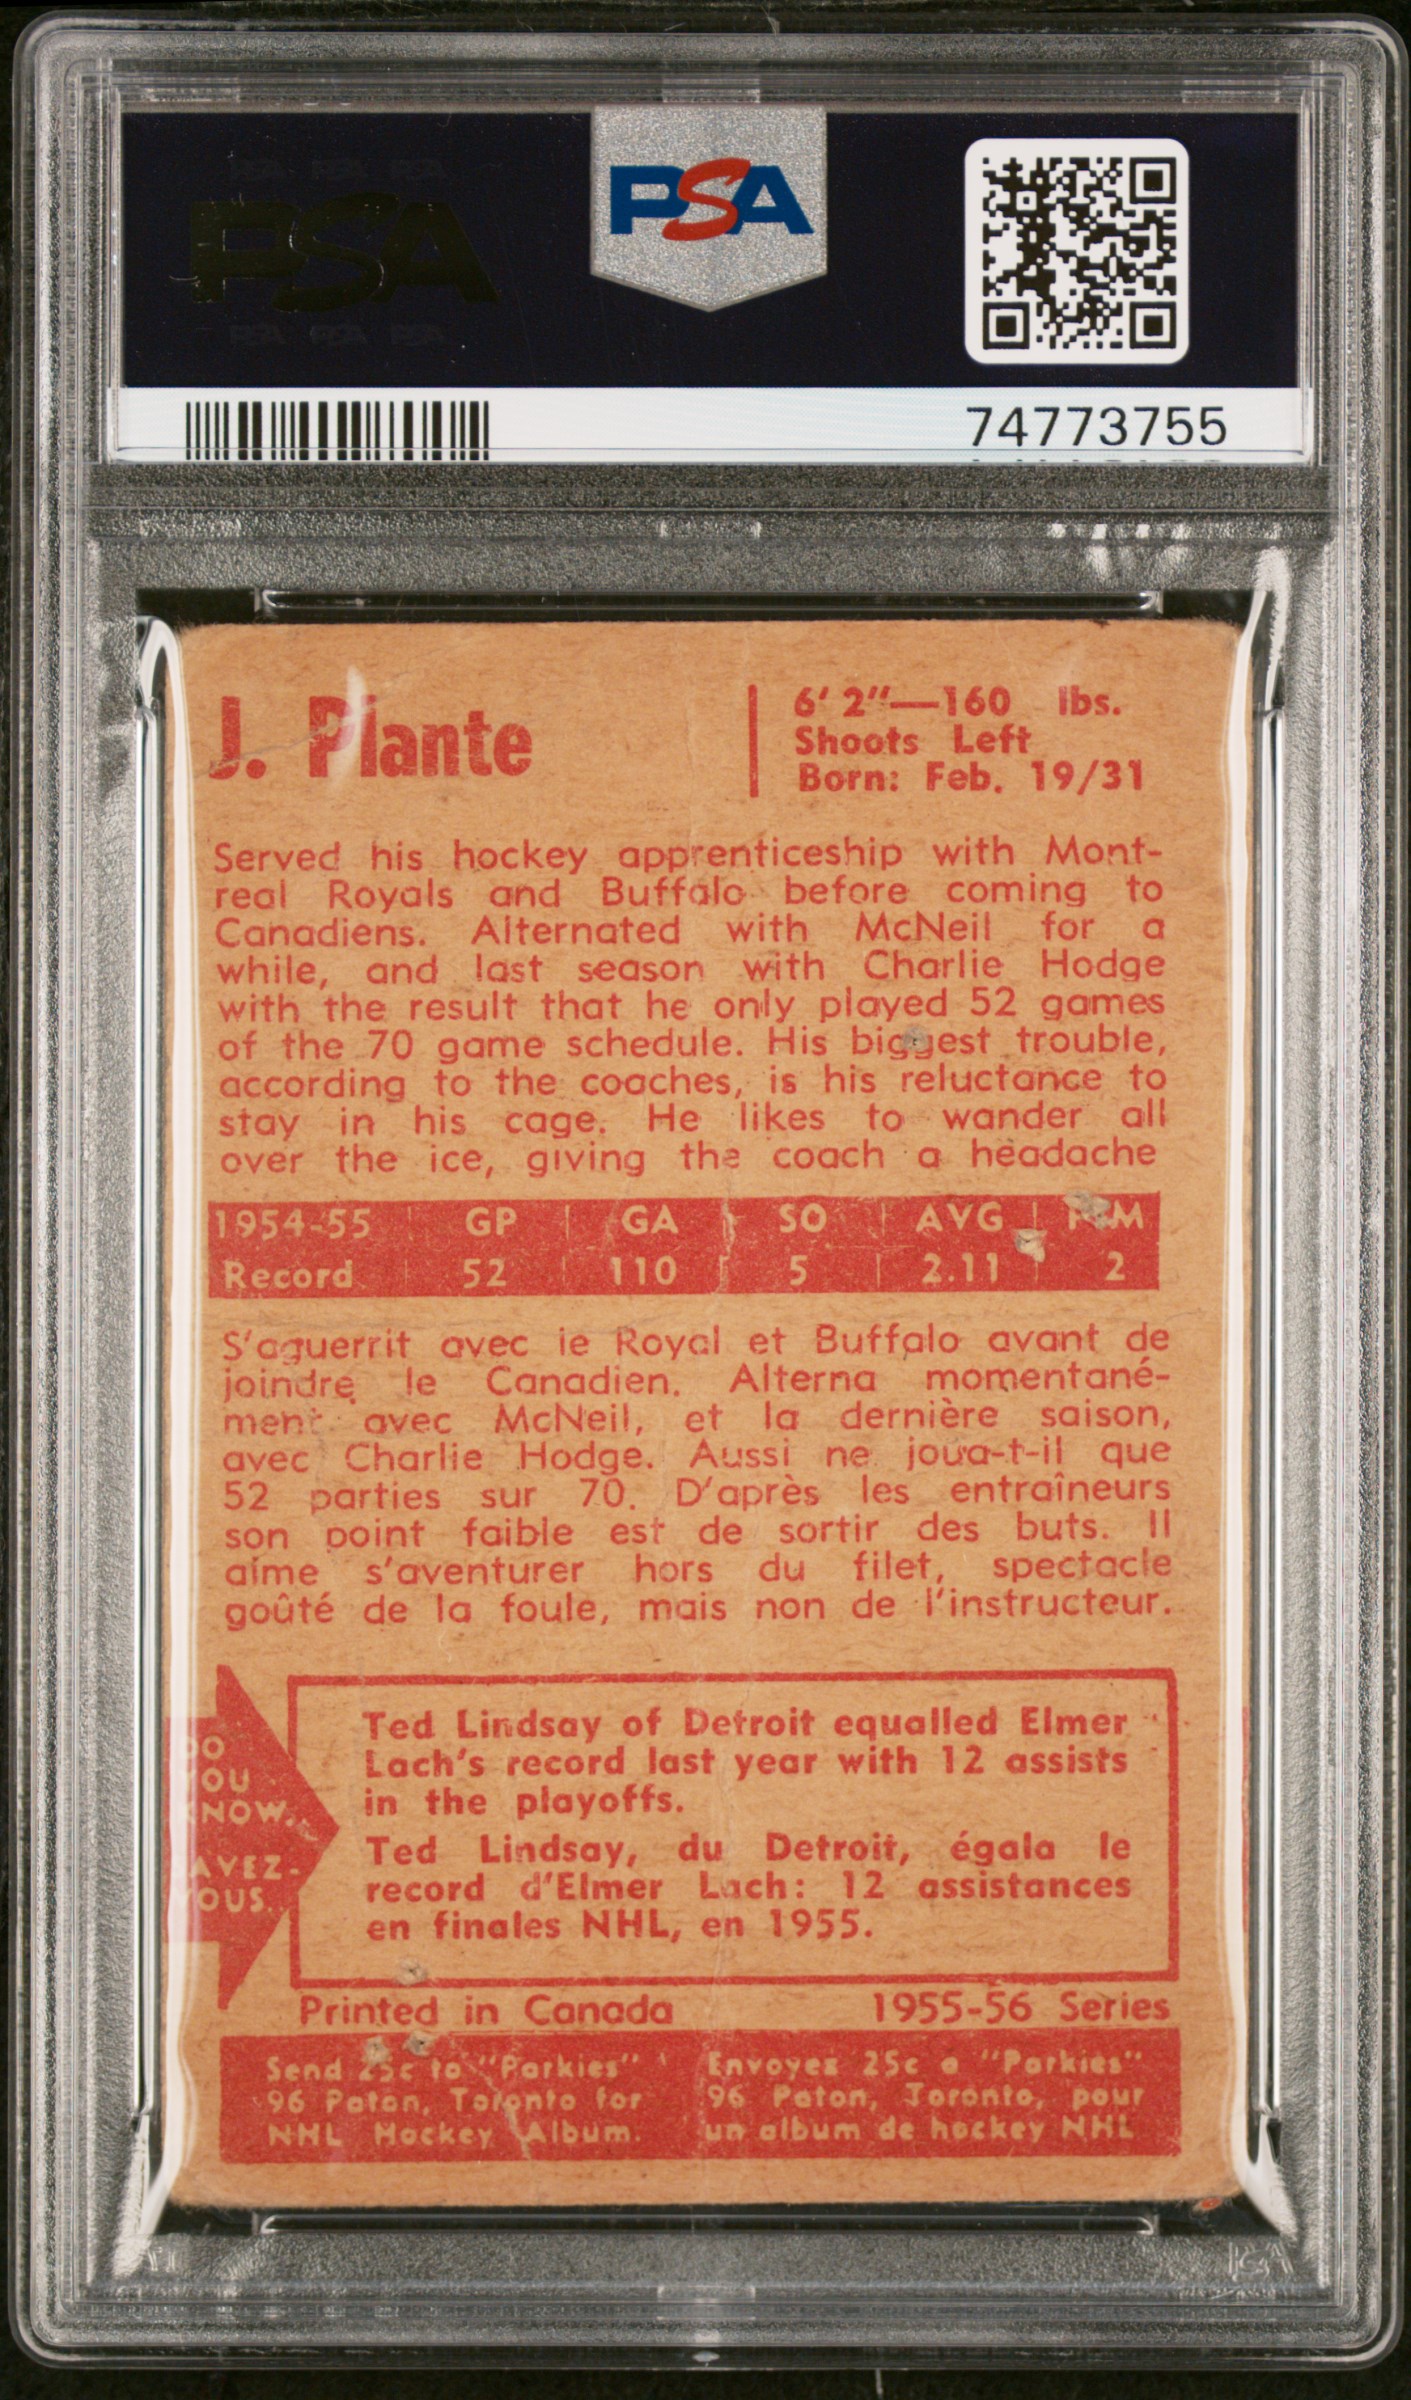 PSA
PSA
74773755
J. Plante
6' 2"—160 lbs.
Shoots Left
Born: Feb. 19/31
Served his hockey apprenticeship with Mont-
real Royals and Buffalo before coming to
Canadiens. Alternated with McNeil for a
while, and last season with Charlie Hodge
with the result that he only played 52 games
of the 70 game schedule. His biggest trouble,
according to the coaches, is his reluctance to
stay in his cage. He likes to wander all
over the ice, giving the coach a headache
1954-55 GP GA SO AVG PIM
Record 52 110 5 2.11 2
S'aguerrit avec le Royal et Buffalo avant de
joindre le Canadien. Alterna momentané-
ment avec McNeil, et la dernière saison,
avec Charlie Hodge. Aussi ne joua-t-il que
52 parties sur 70. D'après les entraîneurs
son point faible est de sortir des buts. Il
aime s'aventurer hors du filet, spectacle
goûté de la foule, mais non de l'instructeur.
DO
YOU
KNOW..
SAVEZ-
VOUS..
Ted Lindsay of Detroit equalled Elmer
Lach's record last year with 12 assists
in the playoffs.
Ted Lindsay, du Detroit, égala le
record d'Elmer Lach: 12 assistances
en finales NHL, en 1955.
Printed in Canada 1955-56 Series
Send 25c to "Parkies"
96 Paton, Toronto for
NHL Hockey Album.
Envoyez 25c a "Parkies"
96 Paton, Toronto, pour
un album de hockey NHL